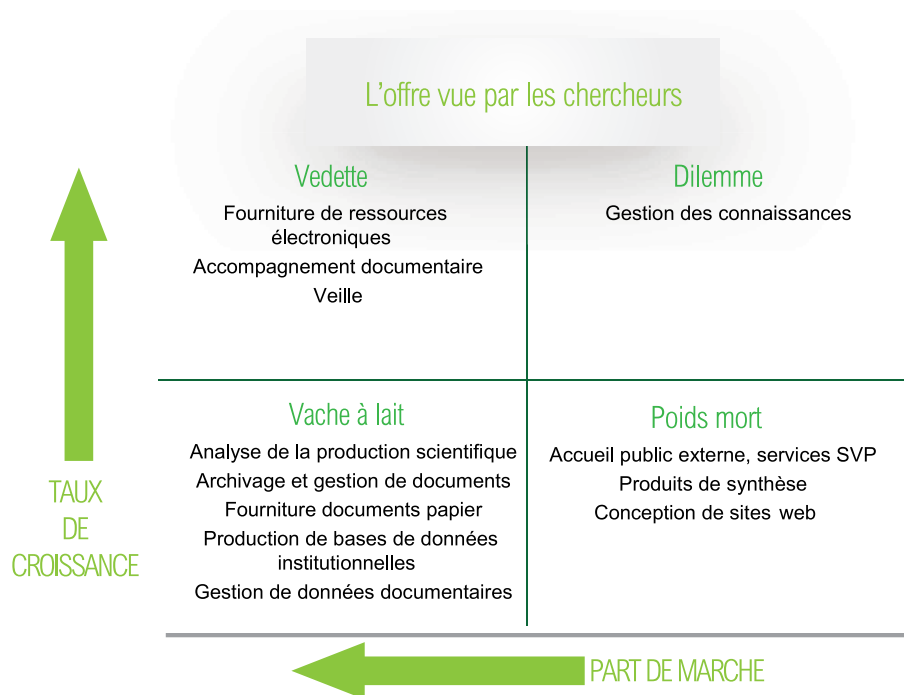 L'offre vue par les chercheurs
Vedette
Fourniture de ressources
électroniques
Accompagnement documentaire
Veille
Dilemme
Gestion des connaissances
Vache à lait
Analyse de la production scientifique
Archivage et gestion de documents
Fourniture documents papier
Production de bases de données
institutionnelles
Gestion de données documentaires
Poids mort
Accueil public externe, services SVP
Produits de synthèse
Conception de sites web
TAUX
DE
CROISSANCE
PART DE MARCHE